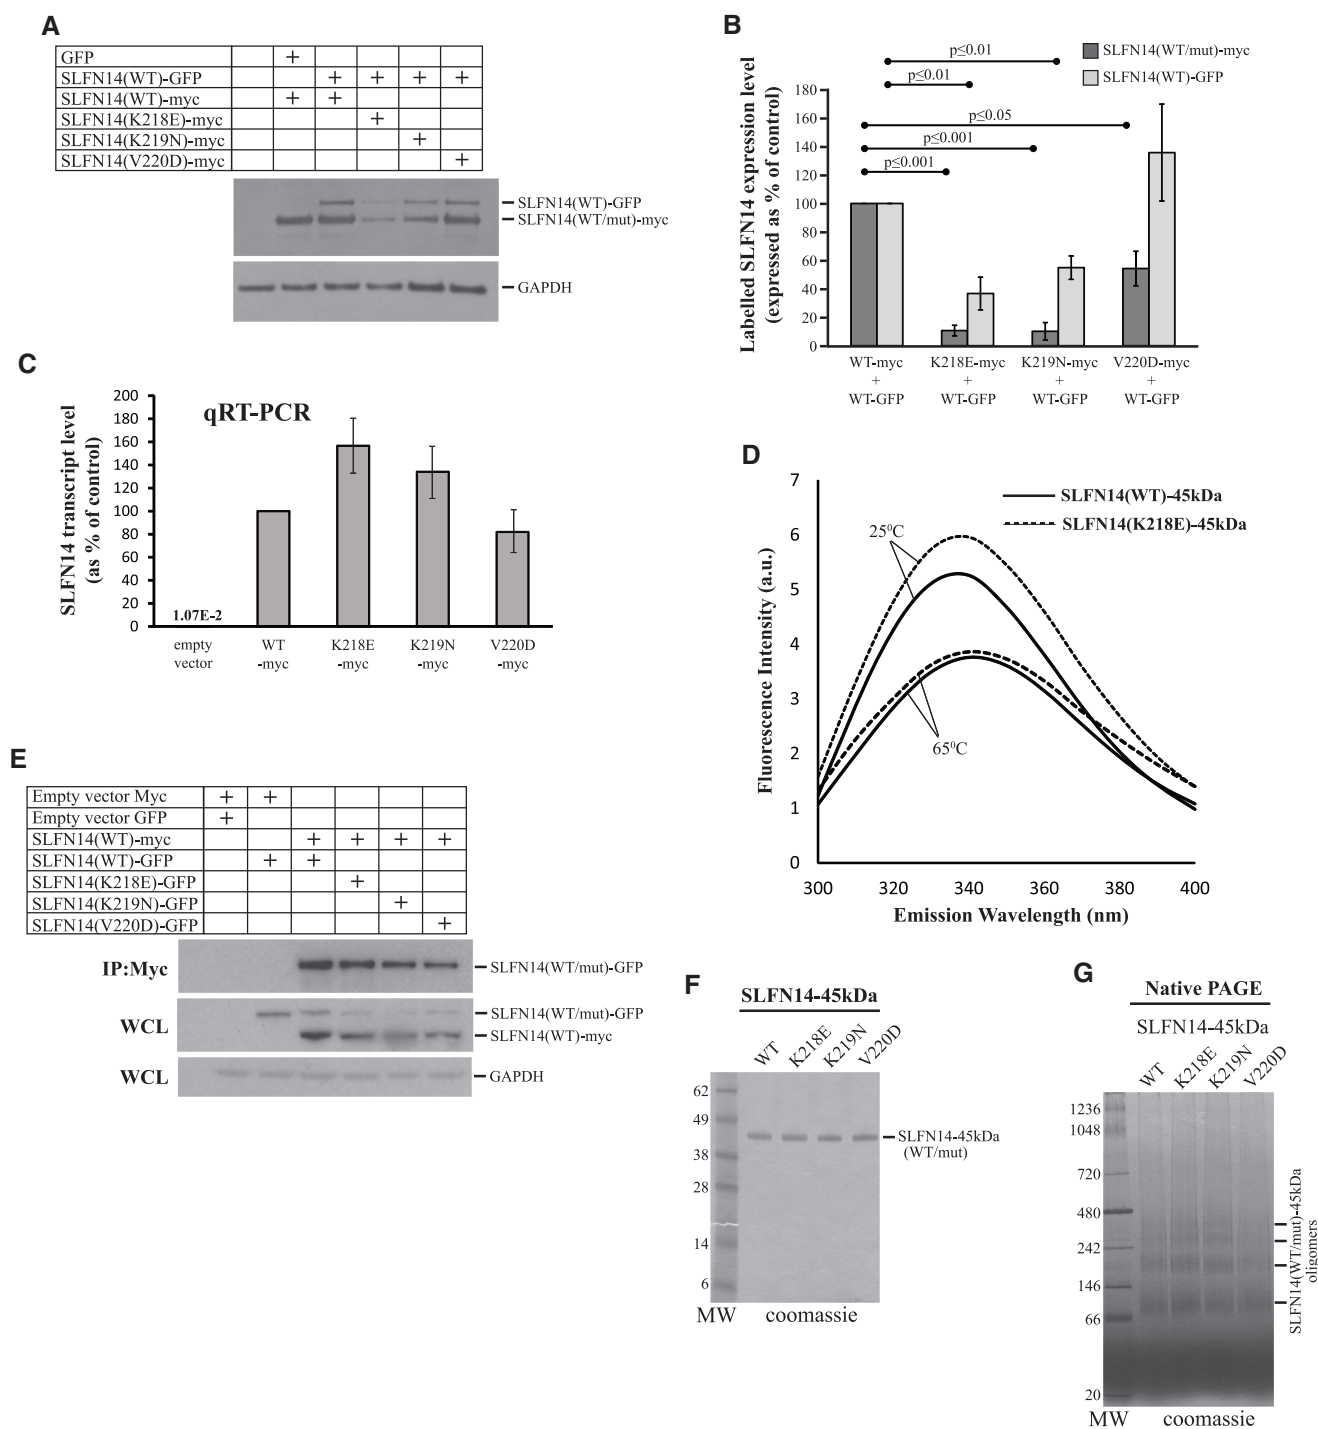 A
GFP +
SLFN14(WT)-GFP + + + +
SLFN14(WT)-myc + +
SLFN14(K218E)-myc +
SLFN14(K219N)-myc +
SLFN14(V220D)-myc +
SLFN14(WT)-GFP
SLFN14(WT/mut)-myc
GAPDH
B
SLFN14(WT/mut)-myc
SLFN14(WT)-GFP
p≤0.01
p≤0.01
p≤0.05
p≤0.001
p≤0.001
Labelled SLFN14 expression level
(expressed as % of control)
180
160
140
120
100
80
60
40
20
0
WT-myc K218E-myc K219N-myc V220D-myc
+ + + +
WT-GFP WT-GFP WT-GFP WT-GFP
C
qRT-PCR
SLFN14 transcript level
(as % of control)
200
180
160
140
120
100
80
60
40
20
0
1.07E-2
empty WT K218E K219N V220D
vector -myc -myc -myc -myc
D
SLFN14(WT)-45kDa
SLFN14(K218E)-45kDa
25⁰C
65⁰C
Fluorescence Intensity (a.u.)
7
6
5
4
3
2
1
0
300 320 340 360 380 400
Emission Wavelength (nm)
E
Empty vector Myc + +
Empty vector GFP +
SLFN14(WT)-myc + + + +
SLFN14(WT)-GFP + +
SLFN14(K218E)-GFP +
SLFN14(K219N)-GFP +
SLFN14(V220D)-GFP +
IP:Myc SLFN14(WT/mut)-GFP
WCL SLFN14(WT/mut)-GFP
SLFN14(WT)-myc
WCL GAPDH
F
SLFN14-45kDa
WT K218E K219N V220D
62
49
38
28
14
6
SLFN14-45kDa
(WT/mut)
MW coomassie
G
Native PAGE
SLFN14-45kDa
WT K218E K219N V220D
1236
1048
720
480
242
146
66
20
SLFN14(WT/mut)-45kDa
oligomers
MW coomassie